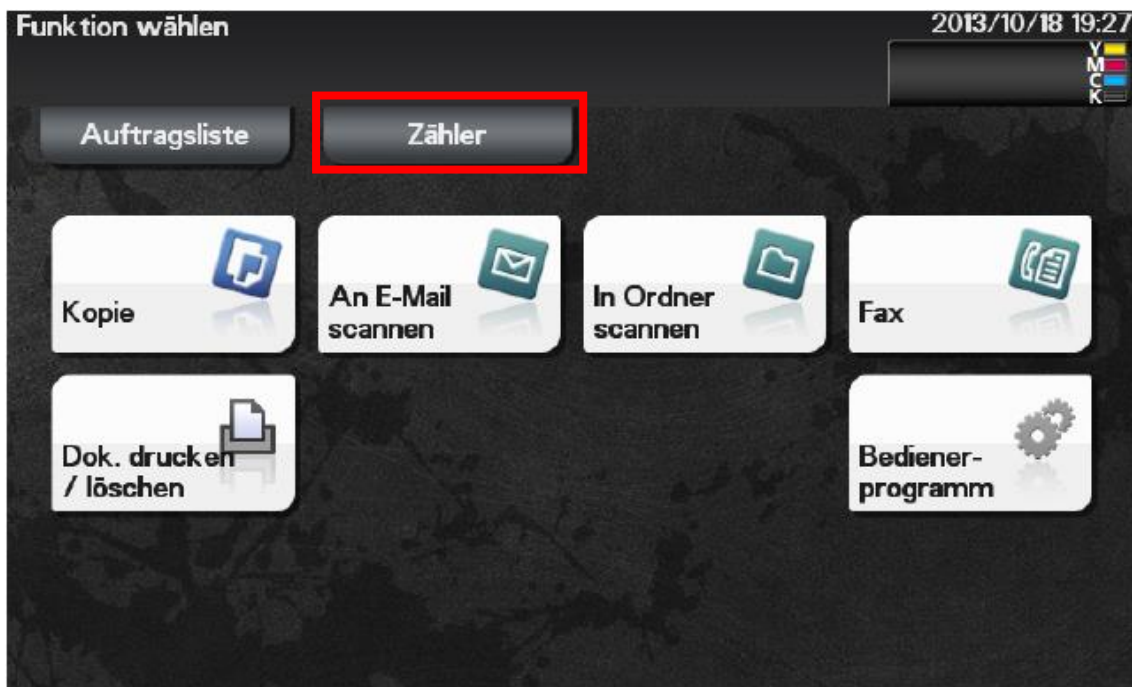 Funktion wählen
2013/10/18 19:27
Y
M
C
K
Auftragsliste
Zähler
Kopie
An E-Mail
scannen
In Ordner
scannen
Fax
Dok. drucken
/ löschen
Bediener-
programm